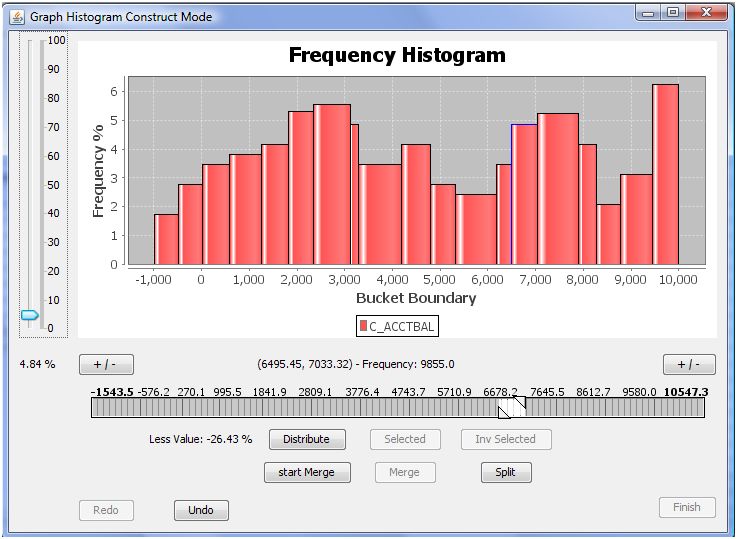 Graph Histogram Construct Mode
100
90
80
70
60
50
40
30
20
10
0
Frequency Histogram
Frequency %
6
5
4
3
2
1
0
-1,000 0 1,000 2,000 3,000 4,000 5,000 6,000 7,000 8,000 9,000 10,000
Bucket Boundary
C_ACCTBAL
4.84 % + / - (6495.45, 7033.32) - Frequency: 9855.0 + / -
-1543.5 -576.2 270.1 995.5 1841.9 2809.1 3776.4 4743.7 5710.9 6678.2 7645.5 8612.7 9580.0 10547.3
Less Value: -26.43 % Distribute Selected Inv Selected
start Merge Merge Split
Redo Undo Finish